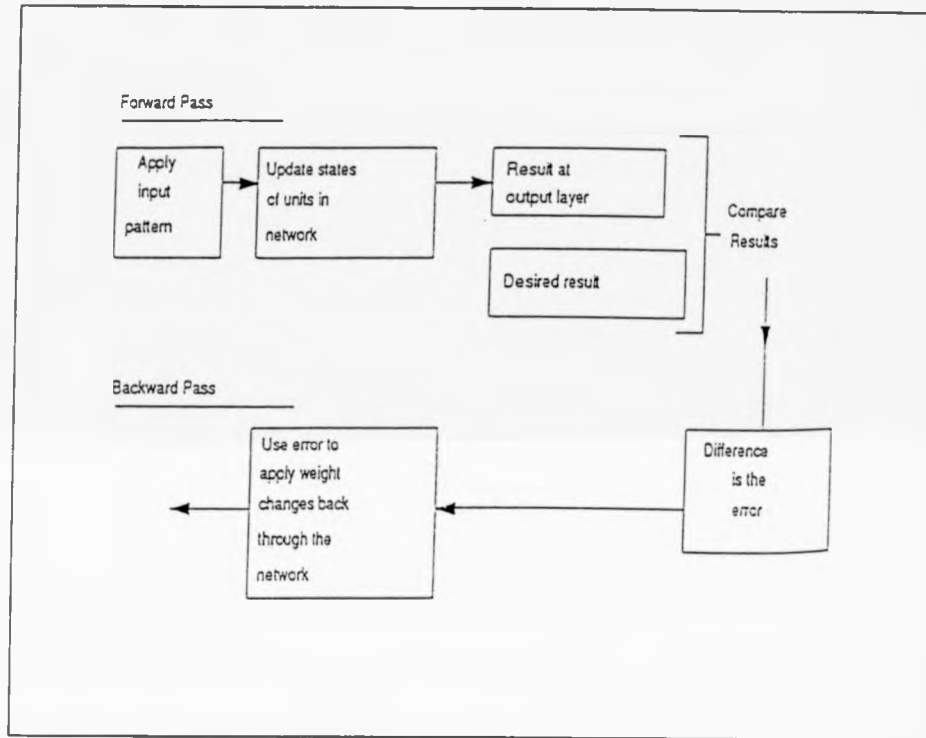 Forward Pass
Apply
input
pattern
Update states
of units in
network
Result at
output layer
Desired result
Compare
Results
Backward Pass
Use error to
apply weight
changes back
through the
network
Difference
is the
error